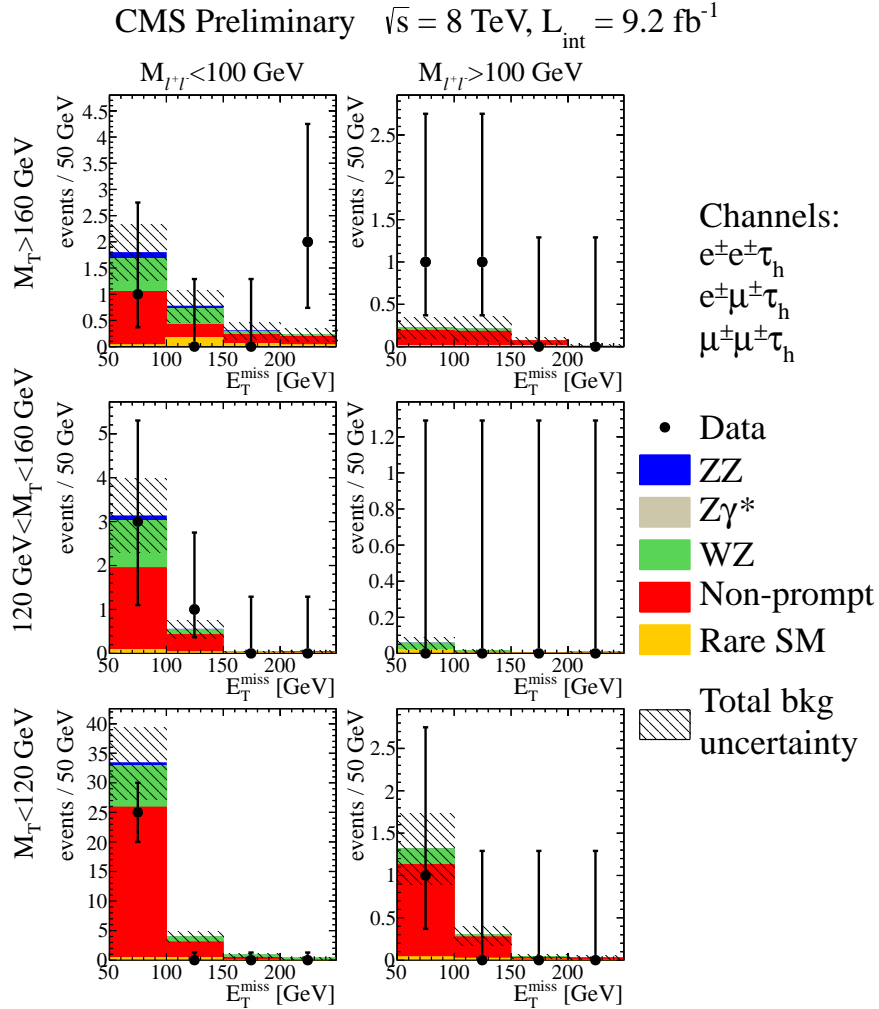 CMS Preliminary √s = 8 TeV, L_int = 9.2 fb⁻¹
M_l⁺l⁻<100 GeV
M_l⁺l⁻>100 GeV
M_T>160 GeV
events / 50 GeV
4.5
4
3.5
3
2.5
2
1.5
1
0.5
0
50 100 150 200
E_T^miss [GeV]
events / 50 GeV
2.5
2
1.5
1
0.5
0
50 100 150 200
E_T^miss [GeV]
120 GeV<M_T<160 GeV
events / 50 GeV
5
4
3
2
1
0
50 100 150 200
E_T^miss [GeV]
events / 50 GeV
1.2
1
0.8
0.6
0.4
0.2
0
50 100 150 200
E_T^miss [GeV]
M_T<120 GeV
events / 50 GeV
40
35
30
25
20
15
10
5
0
50 100 150 200
E_T^miss [GeV]
events / 50 GeV
2.5
2
1.5
1
0.5
0
50 100 150 200
E_T^miss [GeV]
Channels:
e±e±τ_h
e±μ±τ_h
μ±μ±τ_h
Data
ZZ
Zγ*
WZ
Non-prompt
Rare SM
Total bkg
uncertainty